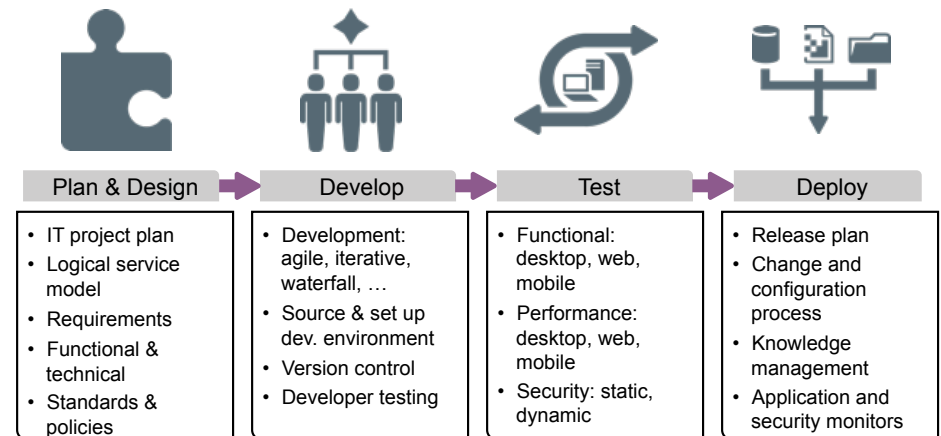 Plan & Design
Develop
Test
Deploy
• IT project plan
• Logical service
model
• Requirements
• Functional &
technical
• Standards &
policies
• Development:
agile, iterative,
waterfall, …
• Source & set up
dev. environment
• Version control
• Developer testing
• Functional:
desktop, web,
mobile
• Performance:
desktop, web,
mobile
• Security: static,
dynamic
• Release plan
• Change and
configuration
process
• Knowledge
management
• Application and
security monitors